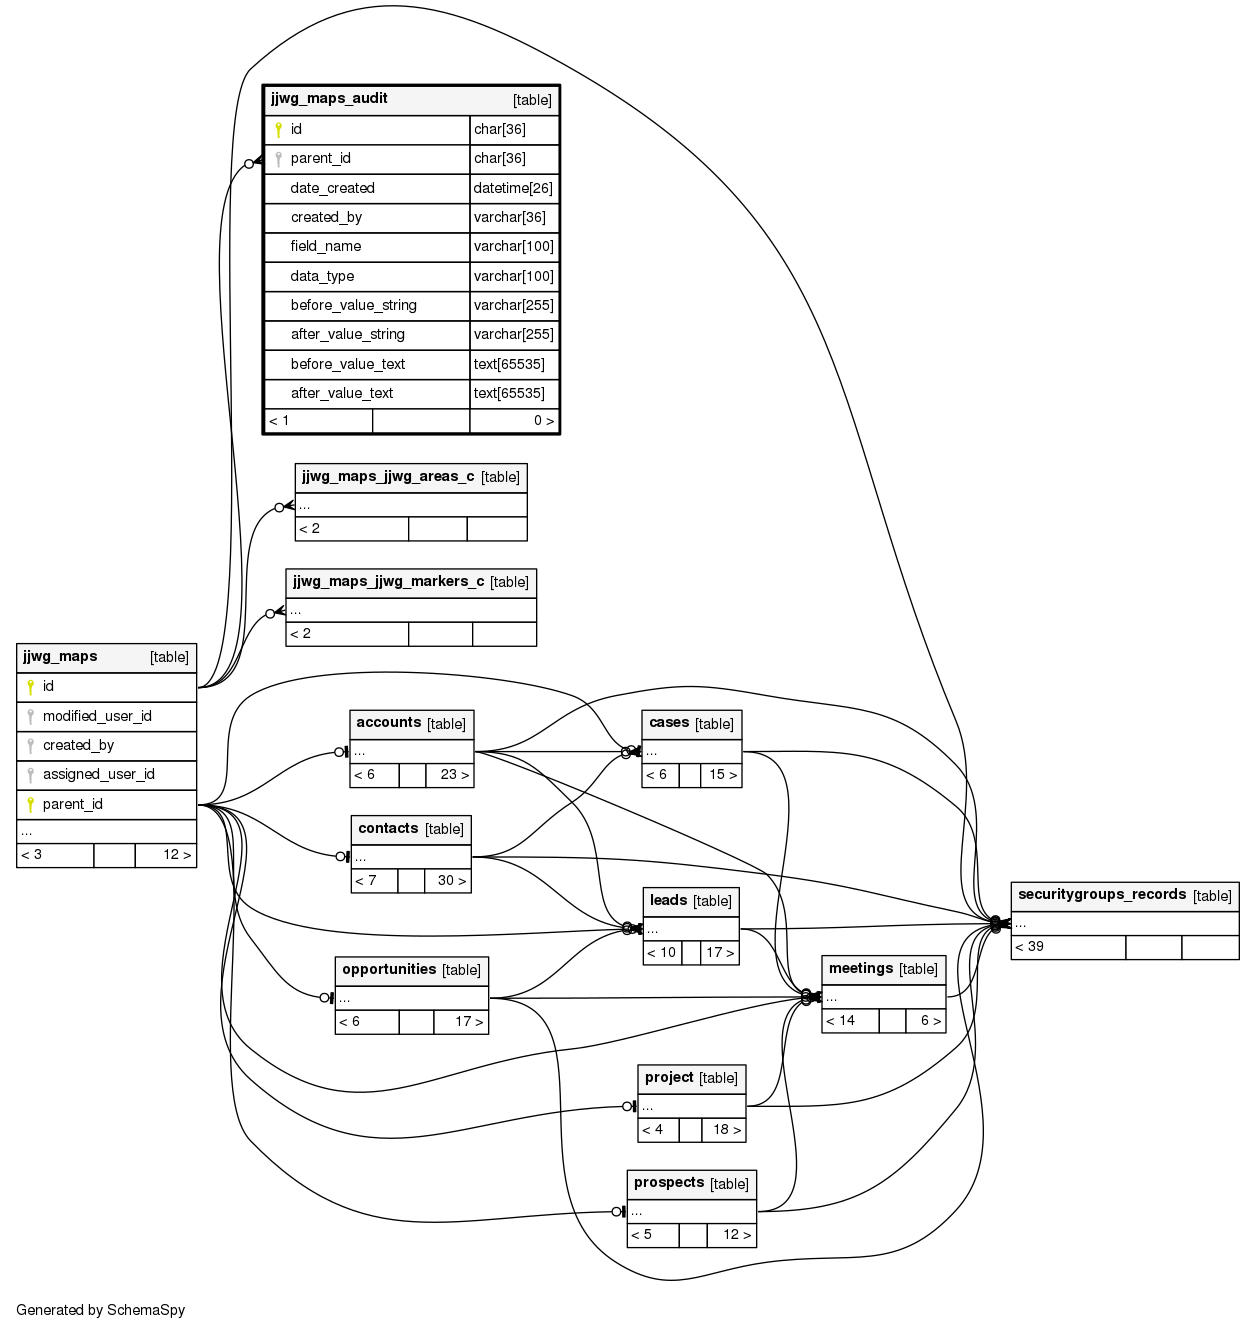 jjwg_maps_audit [table]
id char[36]
parent_id char[36]
date_created datetime[26]
created_by varchar[36]
field_name varchar[100]
data_type varchar[100]
before_value_string varchar[255]
after_value_string varchar[255]
before_value_text text[65535]
after_value_text text[65535]
< 1 0 >
jjwg_maps_jjwg_areas_c [table]
...
< 2
jjwg_maps_jjwg_markers_c [table]
...
< 2
jjwg_maps [table]
id
modified_user_id
created_by
assigned_user_id
parent_id
...
< 3 12 >
accounts [table]
...
< 6 23 >
cases [table]
...
< 6 15 >
contacts [table]
...
< 7 30 >
leads [table]
...
< 10 17 >
securitygroups_records [table]
...
< 39
opportunities [table]
...
< 6 17 >
meetings [table]
...
< 14 6 >
project [table]
...
< 4 18 >
prospects [table]
...
< 5 12 >
Generated by SchemaSpy